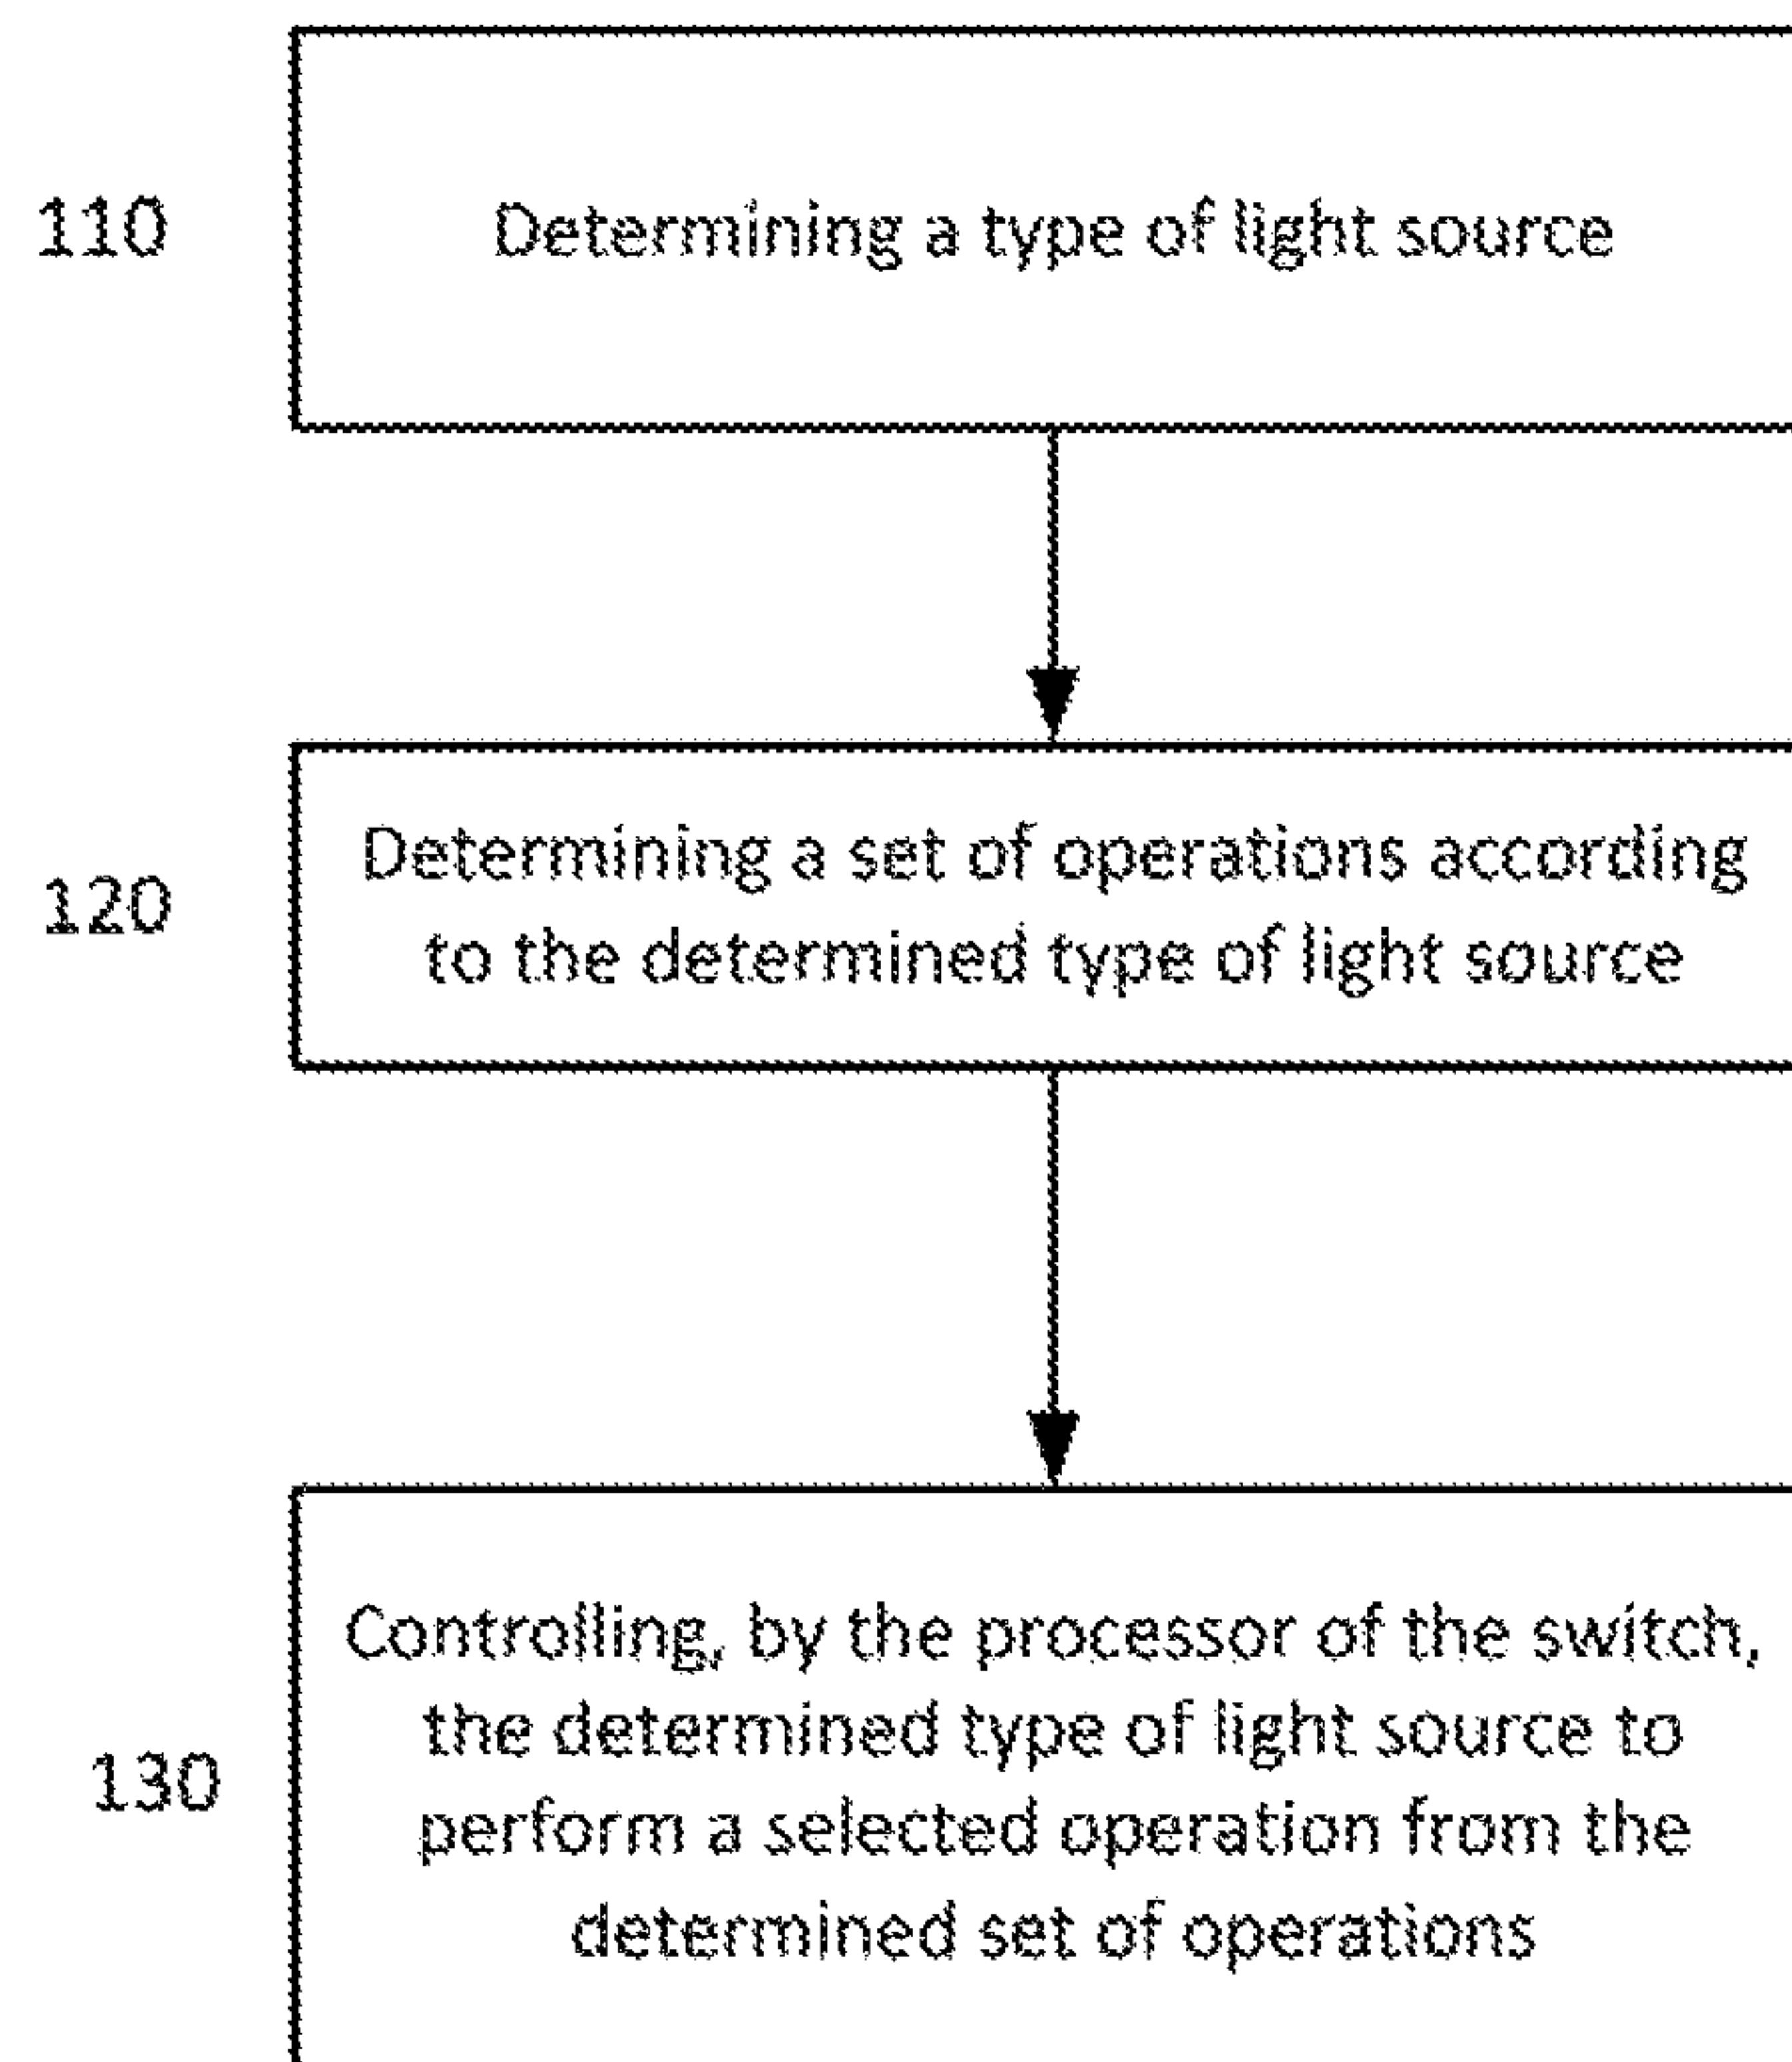 110
Determining a type of light source
120
Determining a set of operations according
to the determined type of light source
130
Controlling, by the processor of the switch,
the determined type of light source to
perform a selected operation from the
determined set of operations